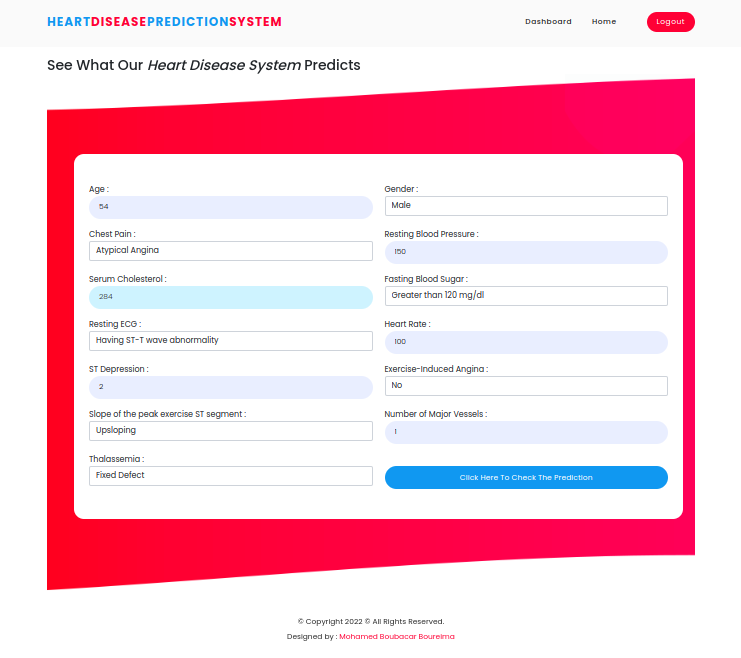 HEARTDISEASEPREDICTIONSYSTEM
Dashboard Home Logout
See What Our Heart Disease System Predicts
Age : Gender :
54 Male
Chest Pain : Resting Blood Pressure :
Atypical Angina 150
Serum Cholesterol : Fasting Blood Sugar :
284 Greater than 120 mg/dl
Resting ECG : Heart Rate :
Having ST-T wave abnormality 100
ST Depression : Exercise-Induced Angina :
2 No
Slope of the peak exercise ST segment : Number of Major Vessels :
Upsloping 1
Thalassemia :
Fixed Defect Click Here To Check The Prediction
© Copyright 2022 © All Rights Reserved.
Designed by : Mohamed Boubacar Boureima